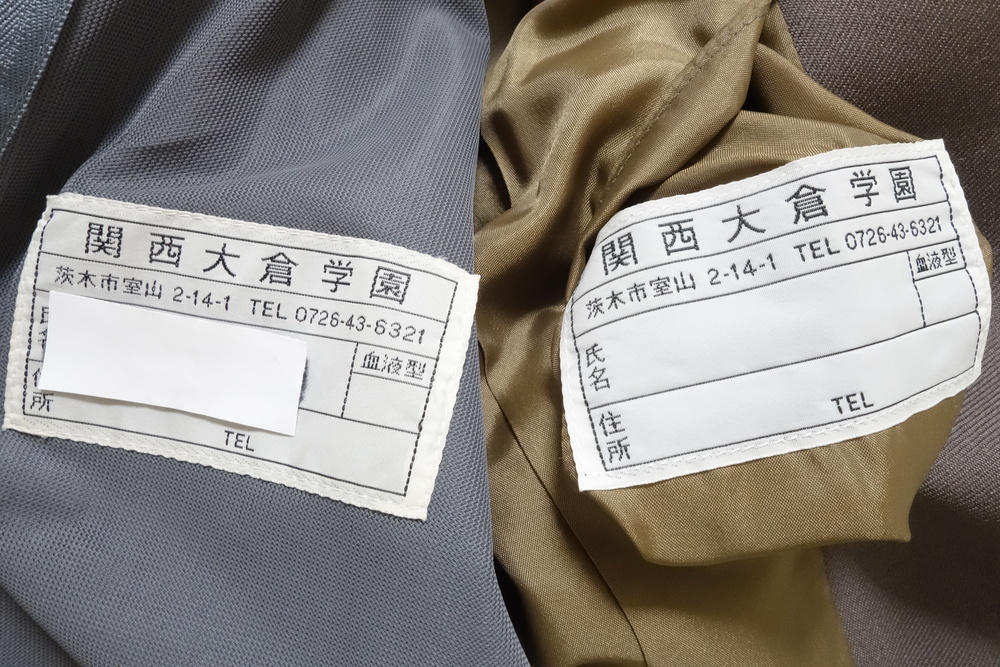 関西大倉学園
茨木市室山 2-14-1 TEL 0726-43-6321
血液型
所
TEL
関西大倉学園
茨木市室山 2-14-1 TEL 0726-43-6321
血液型
氏名
住所
TEL